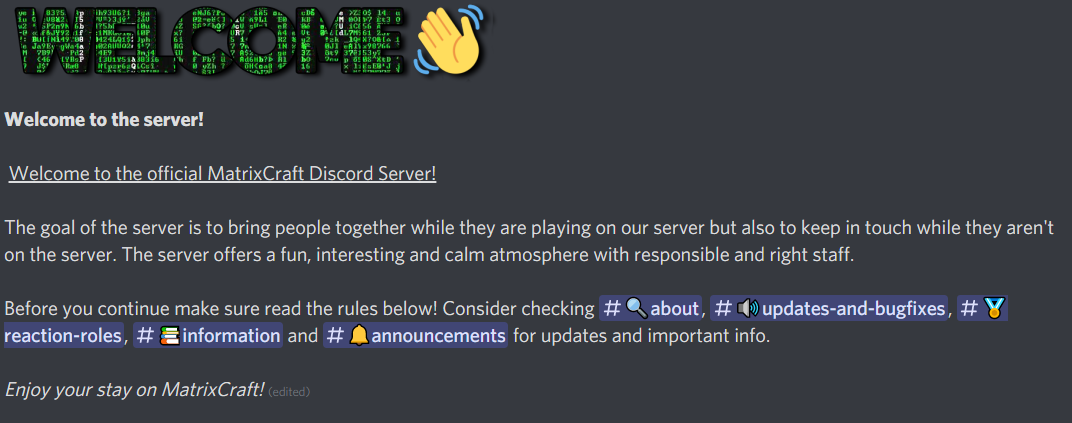 WELCOME 👋
Welcome to the server!
Welcome to the official MatrixCraft Discord Server!
The goal of the server is to bring people together while they are playing on our server but also to keep in touch while they aren't
on the server. The server offers a fun, interesting and calm atmosphere with responsible and right staff.
Before you continue make sure read the rules below! Consider checking # 🔍about, # 🔊updates-and-bugfixes, # 🏅
reaction-roles, # 📚information and # 🔔announcements for updates and important info.
Enjoy your stay on MatrixCraft! (edited)